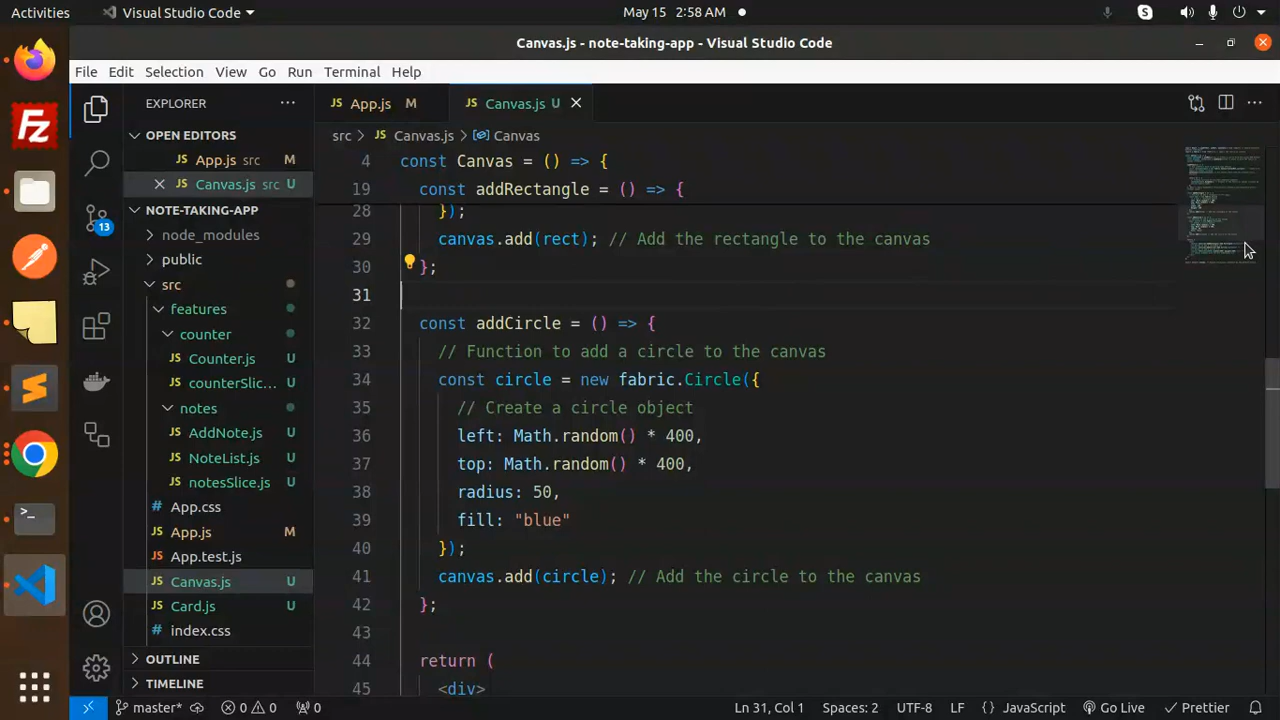 Activities
Visual Studio Code
May 15 2:58 AM
Canvas.js - note-taking-app - Visual Studio Code
File Edit Selection View Go Run Terminal Help
EXPLORER
JS App.js M
JS Canvas.js U
OPEN EDITORS
JS App.js src M
JS Canvas.js src U
NOTE-TAKING-APP
node_modules
public
src
features
counter
JS Counter.js U
JS counterSlic... U
notes
JS AddNote.js U
JS NoteList.js U
JS notesSlice.js U
# App.css
JS App.js M
JS App.test.js
JS Canvas.js U
JS Card.js U
# index.css
OUTLINE
TIMELINE
13
src > JS Canvas.js > Canvas
4 const Canvas = () => {
19 const addRectangle = () => {
28 });
29 canvas.add(rect); // Add the rectangle to the canvas
30 };
31
32 const addCircle = () => {
33 // Function to add a circle to the canvas
34 const circle = new fabric.Circle({
35 // Create a circle object
36 left: Math.random() * 400,
37 top: Math.random() * 400,
38 radius: 50,
39 fill: "blue"
40 });
41 canvas.add(circle); // Add the circle to the canvas
42 };
43
44 return (
45 <div>
master* 0 0 0 Ln 31, Col 1 Spaces: 2 UTF-8 LF {} JavaScript Go Live Prettier